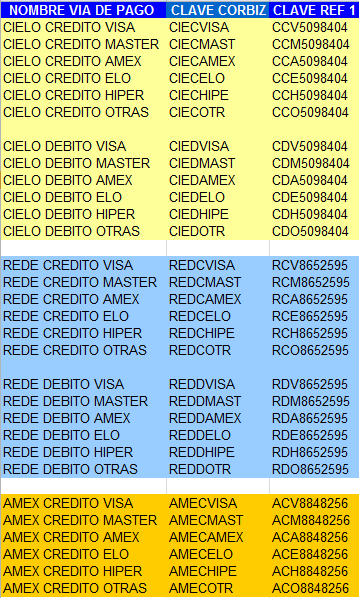 NOMBRE VIA DE PAGO CLAVE CORBIZ CLAVE REF 1
CIELO CREDITO VISA CIECVISA CCV5098404
CIELO CREDITO MASTER CIECMAST CCM5098404
CIELO CREDITO AMEX CIECAMEX CCA5098404
CIELO CREDITO ELO CIECELO CCE5098404
CIELO CREDITO HIPER CIECHIPE CCH5098404
CIELO CREDITO OTRAS CIECOTR CCO5098404
CIELO DEBITO VISA CIEDVISA CDV5098404
CIELO DEBITO MASTER CIEDMAST CDM5098404
CIELO DEBITO AMEX CIEDAMEX CDA5098404
CIELO DEBITO ELO CIEDELO CDE5098404
CIELO DEBITO HIPER CIEDHIPE CDH5098404
CIELO DEBITO OTRAS CIEDOTR CDO5098404
REDE CREDITO VISA REDCVISA RCV8652595
REDE CREDITO MASTER REDCMAST RCM8652595
REDE CREDITO AMEX REDCAMEX RCA8652595
REDE CREDITO ELO REDCELO RCE8652595
REDE CREDITO HIPER REDCHIPE RCH8652595
REDE CREDITO OTRAS REDCOTR RCO8652595
REDE DEBITO VISA REDDVISA RDV8652595
REDE DEBITO MASTER REDDMAST RDM8652595
REDE DEBITO AMEX REDDAMEX RDA8652595
REDE DEBITO ELO REDDELO RDE8652595
REDE DEBITO HIPER REDDHIPE RDH8652595
REDE DEBITO OTRAS REDDOTR RDO8652595
AMEX CREDITO VISA AMECVISA ACV8848256
AMEX CREDITO MASTER AMECMAST ACM8848256
AMEX CREDITO AMEX AMECAMEX ACA8848256
AMEX CREDITO ELO AMECELO ACE8848256
AMEX CREDITO HIPER AMECHIPE ACH8848256
AMEX CREDITO OTRAS AMECOTR ACO8848256